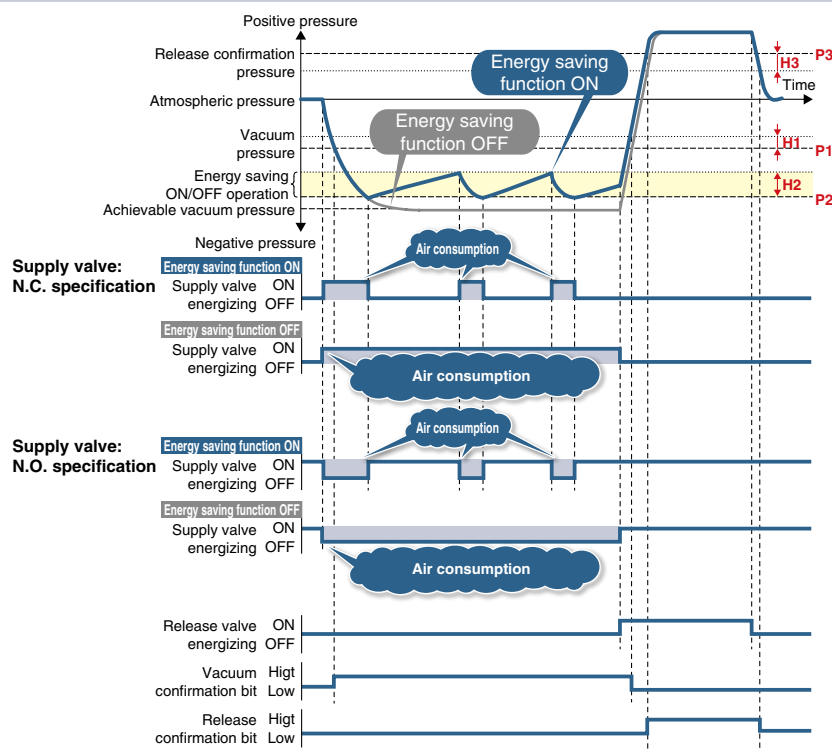 Positive pressure
Release confirmation
pressure
P3
H3
Time
Atmospheric pressure
Energy saving
function ON
Energy saving
function OFF
Vacuum
pressure
H1
P1
Energy saving
ON/OFF operation
H2
P2
Achievable vacuum pressure
Negative pressure
Supply valve:
N.C. specification
Energy saving function ON
Supply valve ON
energizing OFF
Air consumption
Energy saving function OFF
Supply valve ON
energizing OFF
Air consumption
Supply valve:
N.O. specification
Energy saving function ON
Supply valve ON
energizing OFF
Air consumption
Energy saving function OFF
Supply valve ON
energizing OFF
Air consumption
Release valve ON
energizing OFF
Vacuum Higt
confirmation bit Low
Release Higt
confirmation bit Low